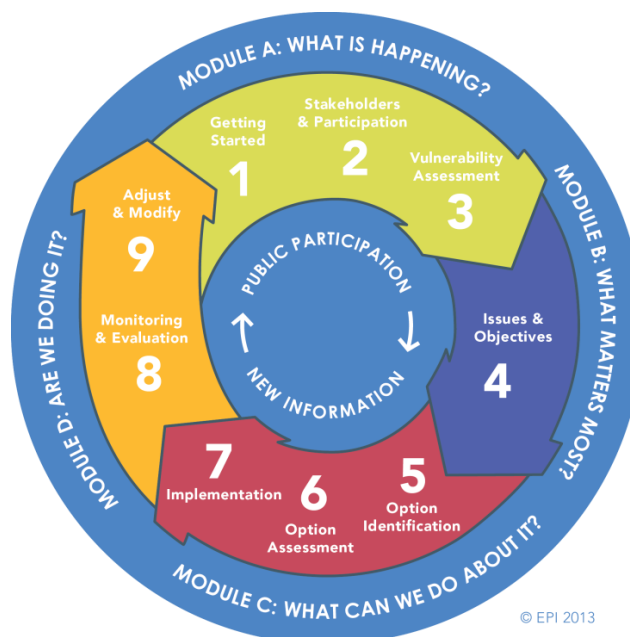 MODULE A: WHAT IS HAPPENING?
Getting
Started
1
Stakeholders
& Participation
2
Vulnerability
Assessment
3
MODULE B: WHAT MATTERS MOST?
Issues &
Objectives
4
MODULE C: WHAT CAN WE DO ABOUT IT?
5
Option
Identification
6
Option
Assessment
7
Implementation
MODULE D: ARE WE DOING IT?
Monitoring
& Evaluation
8
Adjust
& Modify
9
PUBLIC PARTICIPATION
NEW INFORMATION
© EPI 2013